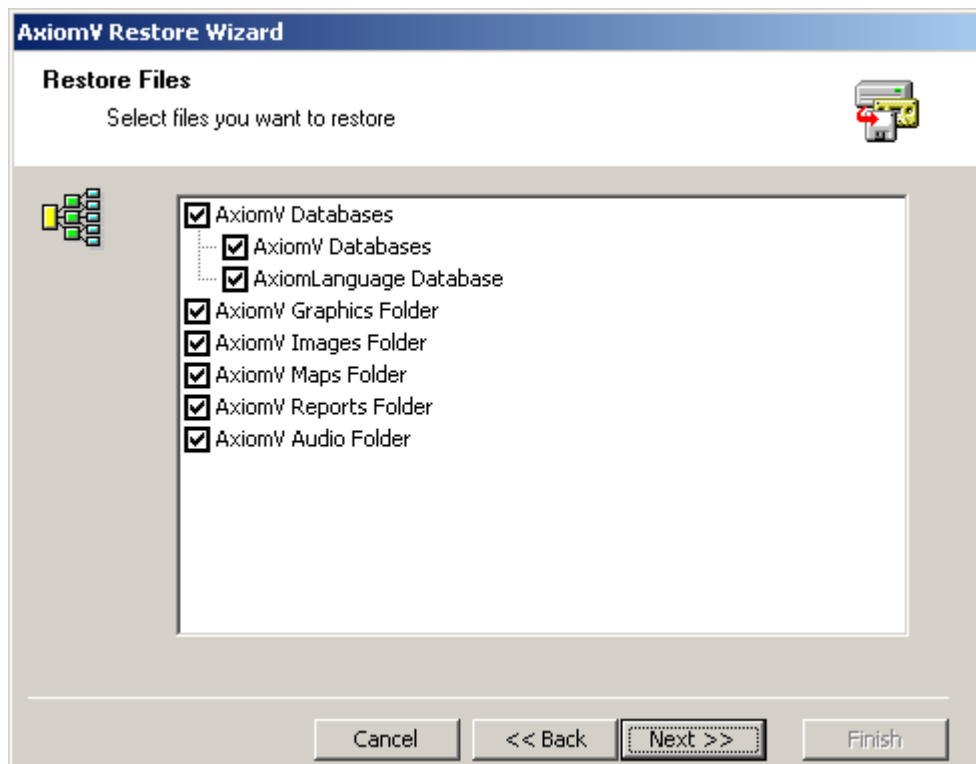 AxiomV Restore Wizard
Restore Files
Select files you want to restore
AxiomV Databases
AxiomV Databases
AxiomLanguage Database
AxiomV Graphics Folder
AxiomV Images Folder
AxiomV Maps Folder
AxiomV Reports Folder
AxiomV Audio Folder
Cancel
<< Back
Next >>
Finish